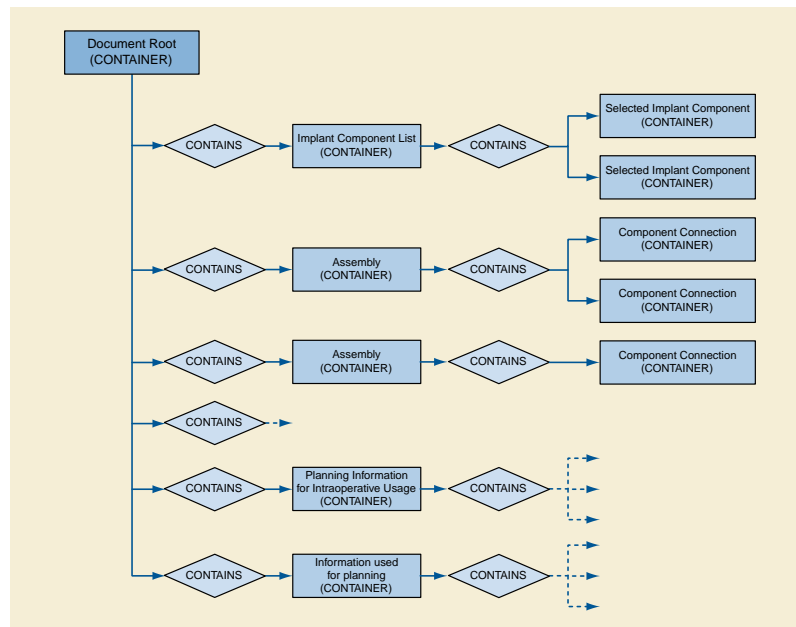 Document Root
(CONTAINER)
CONTAINS
Implant Component List
(CONTAINER)
CONTAINS
Selected Implant Component
(CONTAINER)
Selected Implant Component
(CONTAINER)
CONTAINS
Assembly
(CONTAINER)
CONTAINS
Component Connection
(CONTAINER)
Component Connection
(CONTAINER)
CONTAINS
Assembly
(CONTAINER)
CONTAINS
Component Connection
(CONTAINER)
CONTAINS
CONTAINS
Planning Information
for Intraoperative Usage
(CONTAINER)
CONTAINS
CONTAINS
Information used
for planning
(CONTAINER)
CONTAINS